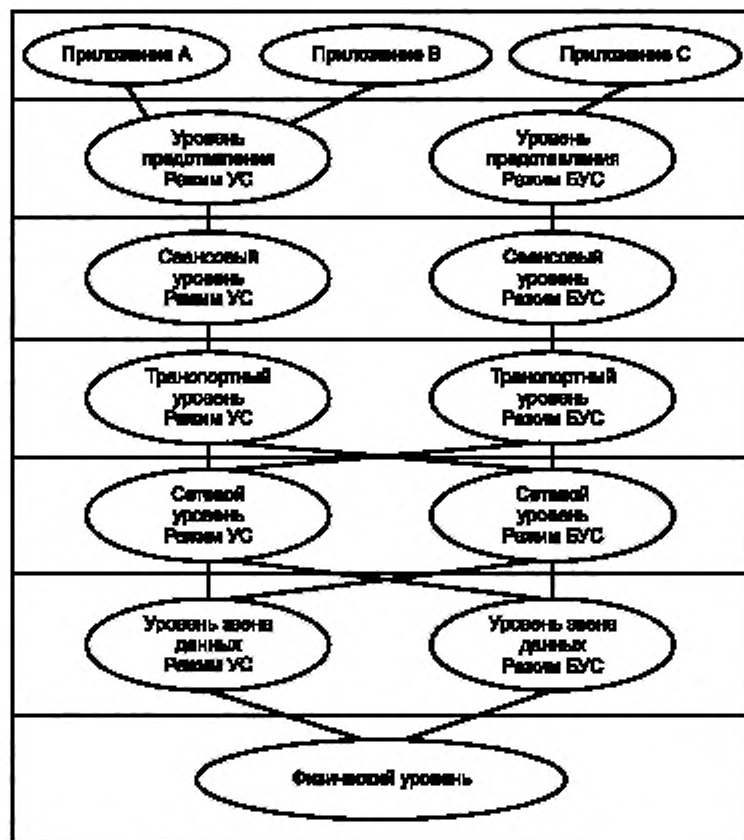 Приложение А
Приложение В
Приложение С
Уровень
представления
Режим УС
Уровень
представления
Режим БУС
Сеансовый
уровень
Режим УС
Сеансовый
уровень
Режим БУС
Транспортный
уровень
Режим УС
Транспортный
уровень
Режим БУС
Сетевой
уровень
Режим УС
Сетевой
уровень
Режим БУС
Уровень звена
данных
Режим УС
Уровень звена
данных
Режим БУС
Физический уровень